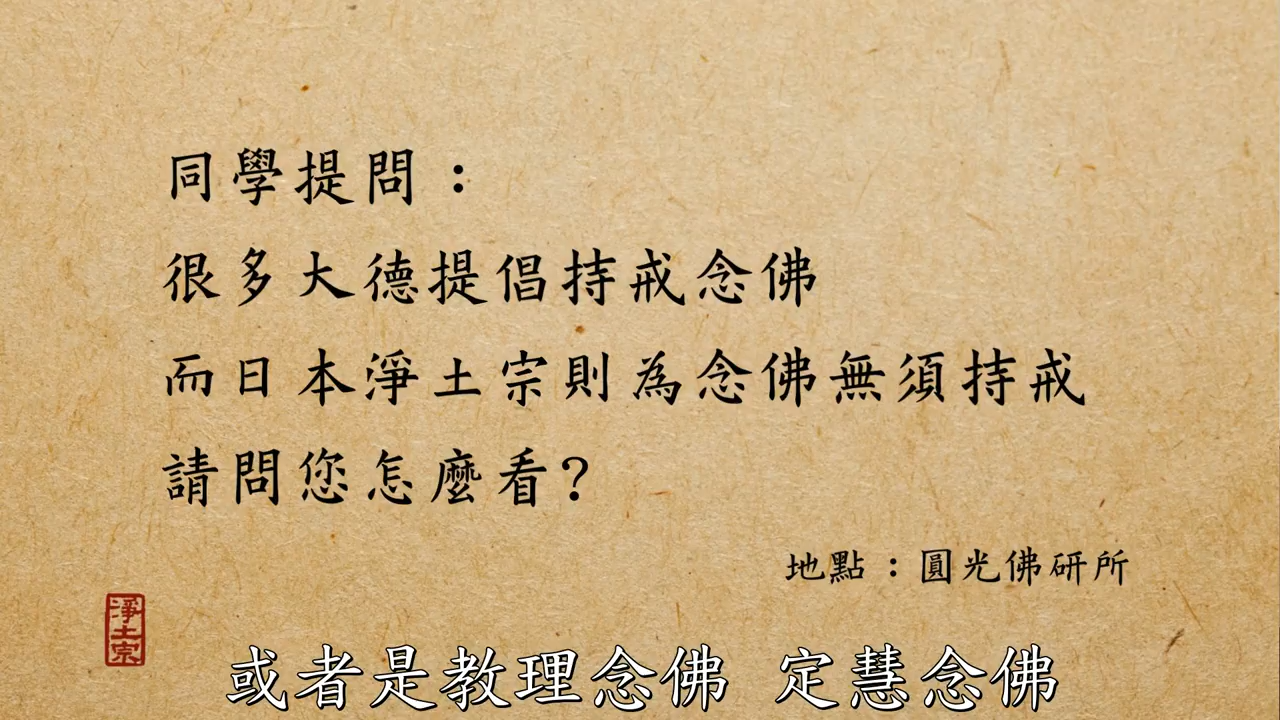 同學提問：
很多大德提倡持戒念佛
而日本淨土宗則為念佛無須持戒
請問您怎麼看？
地點：圓光佛研所
淨土宗
或者是教理念佛 定慧念佛